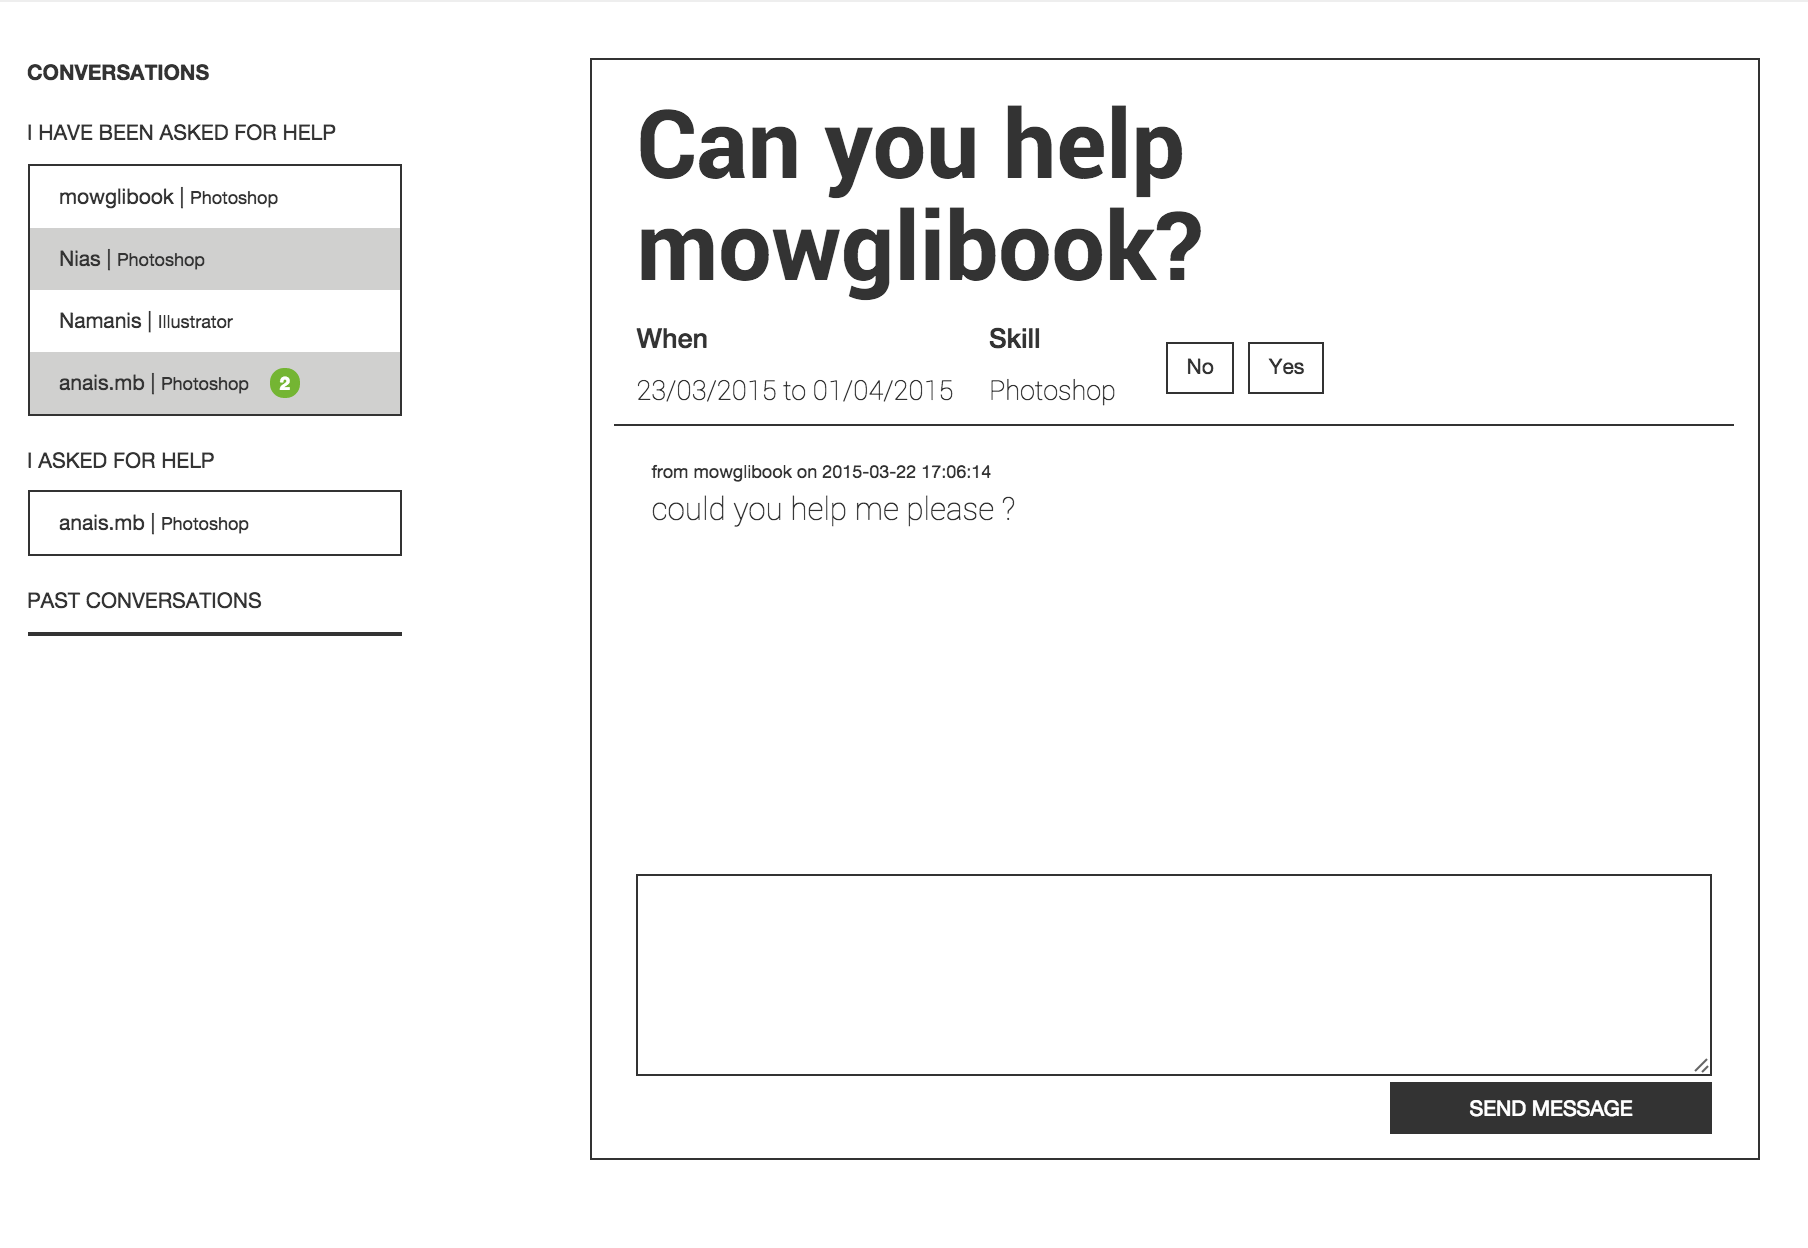 CONVERSATIONS
I HAVE BEEN ASKED FOR HELP
mowglibook | Photoshop
Nias | Photoshop
Namanis | Illustrator
anais.mb | Photoshop 2
I ASKED FOR HELP
anais.mb | Photoshop
PAST CONVERSATIONS
Can you help
mowglibook?
When Skill
No Yes
23/03/2015 to 01/04/2015 Photoshop
from mowglibook on 2015-03-22 17:06:14
could you help me please ?
SEND MESSAGE